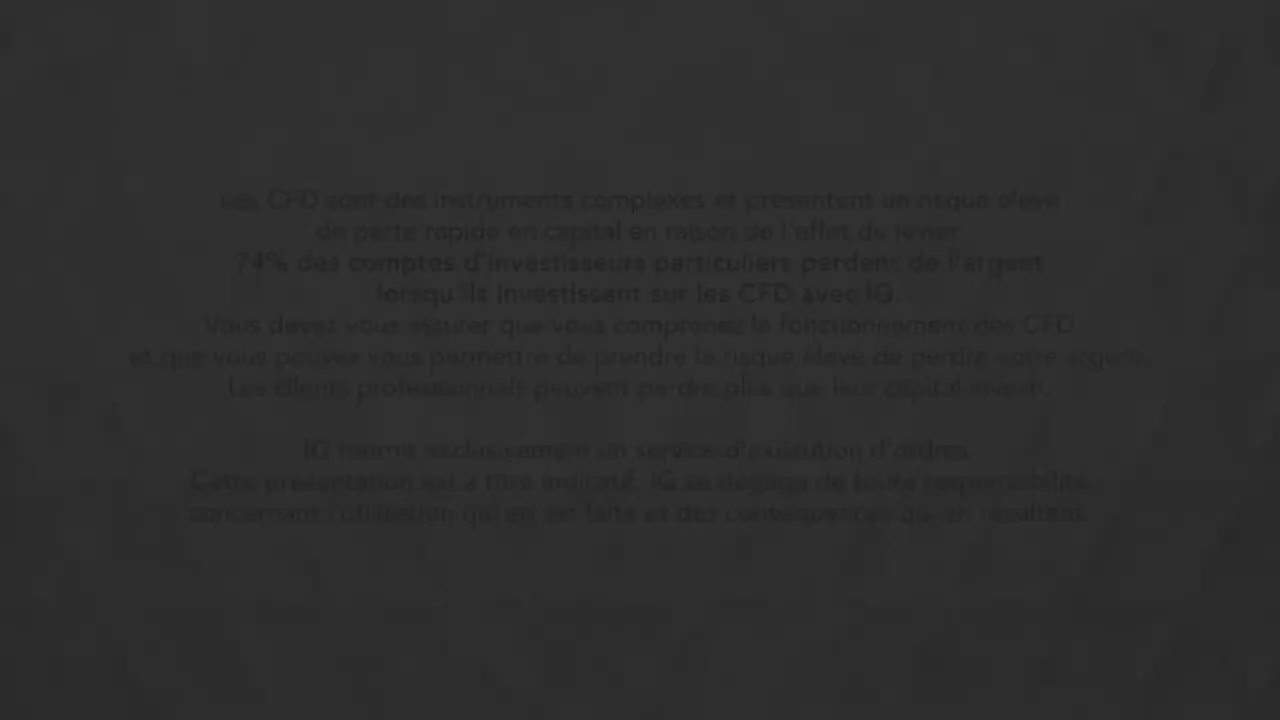 Les CFD sont des instruments complexes et présentent un risque élevé
de perte rapide en capital en raison de l'effet de levier.
74% des comptes d'investisseurs particuliers perdent de l'argent
lorsqu'ils investissent sur les CFD avec IG.
Vous devez vous assurer que vous comprenez le fonctionnement des CFD
et que vous pouvez vous permettre de prendre le risque élevé de perdre votre argent.
Les clients professionnels peuvent perdre plus que leur capital investi.
IG fournit exclusivement un service d'exécution d'ordres.
Cette présentation est à titre indicatif. IG se dégage de toute responsabilité
concernant l'utilisation qui en est faite et des conséquences qui en résultent.